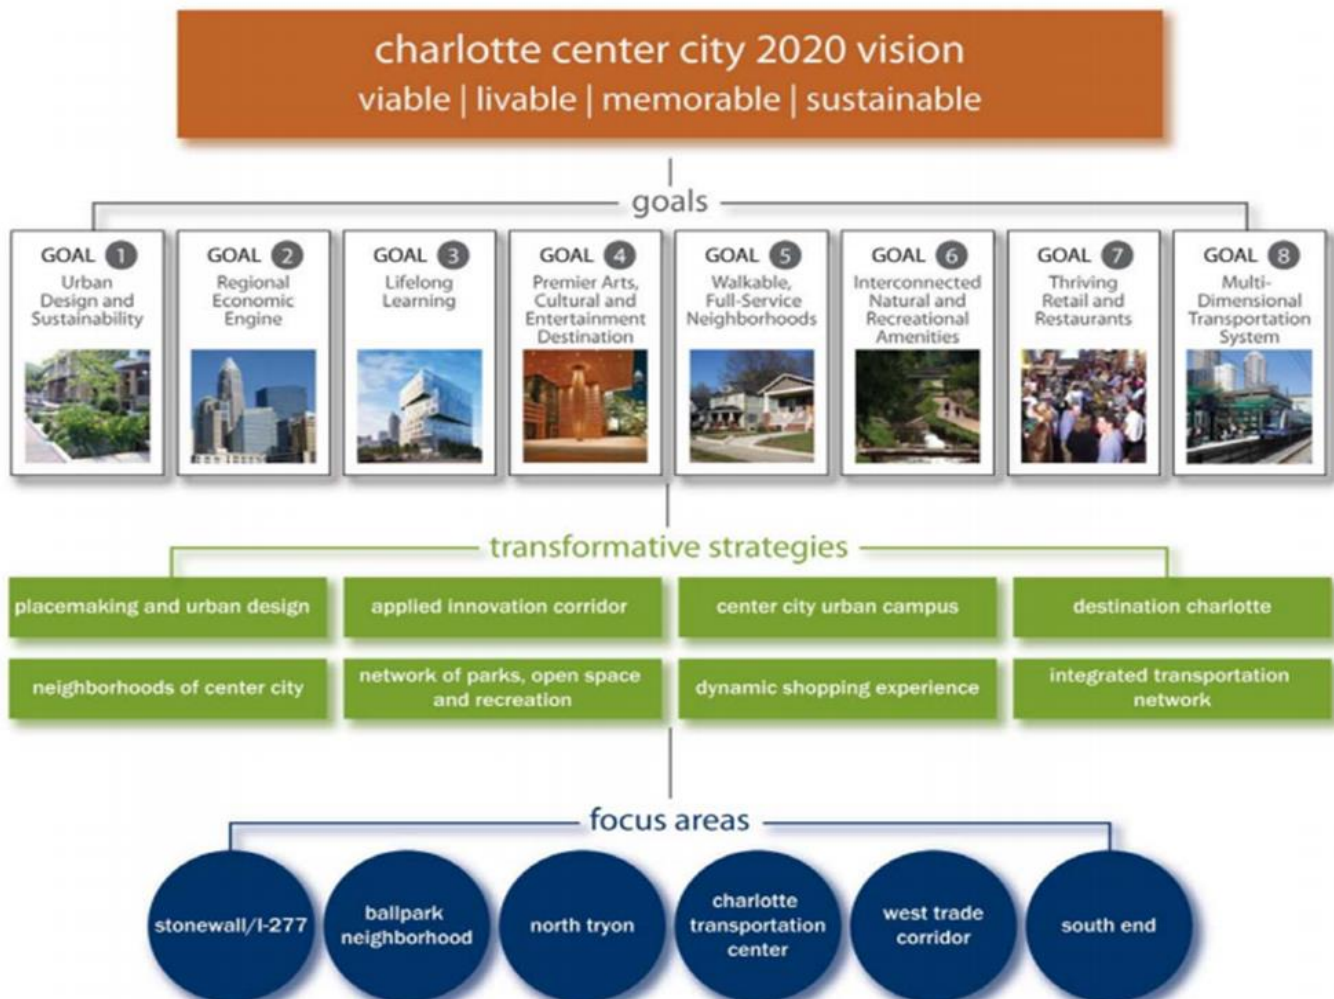 charlotte center city 2020 vision
viable | livable | memorable | sustainable
goals
GOAL 1
Urban
Design and
Sustainability
GOAL 2
Regional
Economic
Engine
GOAL 3
Lifelong
Learning
GOAL 4
Premier Arts,
Cultural and
Entertainment
Destination
GOAL 5
Walkable,
Full-Service
Neighborhoods
GOAL 6
Interconnected
Natural and
Recreational
Amenities
GOAL 7
Thriving
Retail and
Restaurants
GOAL 8
Multi-
Dimensional
Transportation
System
transformative strategies
placemaking and urban design
applied innovation corridor
center city urban campus
destination charlotte
neighborhoods of center city
network of parks, open space
and recreation
dynamic shopping experience
integrated transportation
network
focus areas
stonewall/I-277
ballpark
neighborhood
north tryon
charlotte
transportation
center
west trade
corridor
south end